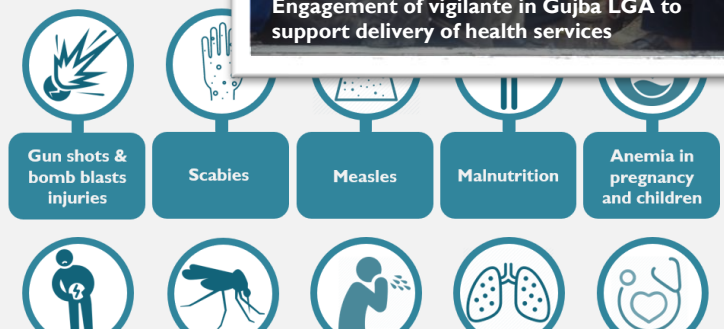 Engagement of vigilante in Gujba LGA to
support delivery of health services
Gun shots &
bomb blasts
injuries
Scabies
Measles
Malnutrition
Anemia in
pregnancy
and children